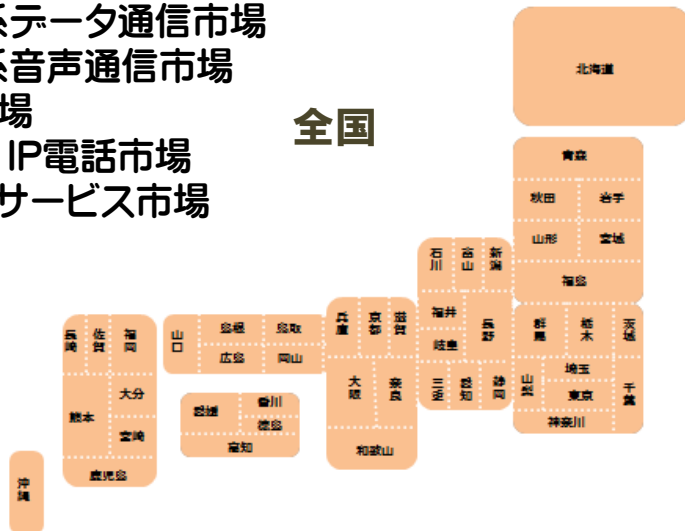 系データ通信市場
系音声通信市場
場
IP電話市場
サービス市場
全国
北海道
青森
秋田 岩手
山形 宮城
福島
石川 富山 新潟
福井 長野
岐阜
三重 愛知 静岡
群馬 栃木 茨城
埼玉
山梨 東京 千葉
神奈川
兵庫 京都 滋賀
大阪 奈良
和歌山
山口 島根 鳥取
広島 岡山
愛媛 香川
徳島
高知
長崎 佐賀 福岡
大分
熊本
宮崎
鹿児島
沖縄